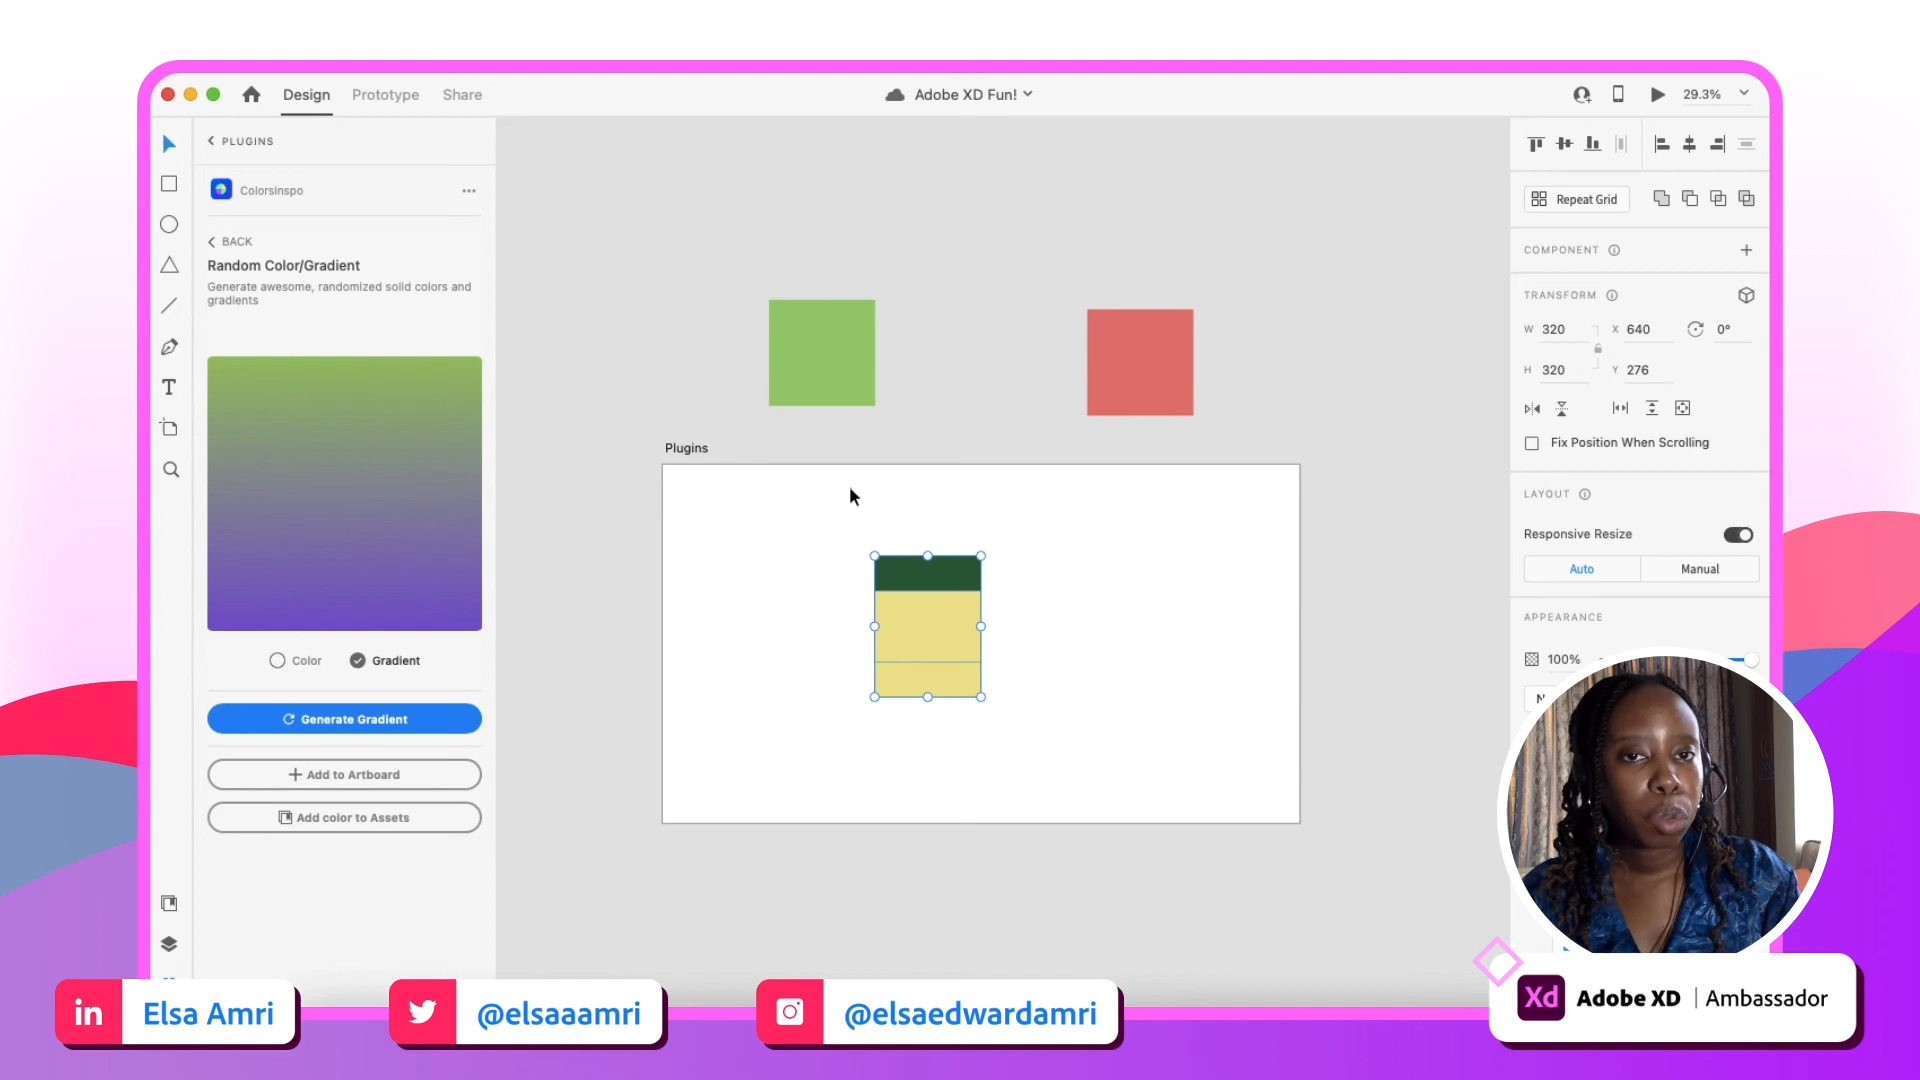 Design
Prototype
Share
Adobe XD Fun!
29.3%
PLUGINS
Colorsinspo
BACK
Random Color/Gradient
Generate awesome, randomized solid colors and
gradients
Color
Gradient
Generate Gradient
Add to Artboard
Add color to Assets
Plugins
Repeat Grid
COMPONENT
TRANSFORM
W 320
X 640
0°
H 320
Y 276
Fix Position When Scrolling
LAYOUT
Responsive Resize
Auto
Manual
APPEARANCE
100%
in
Elsa Amri
@elsaaamri
@elsaedwardamri
Xd
Adobe XD | Ambassador